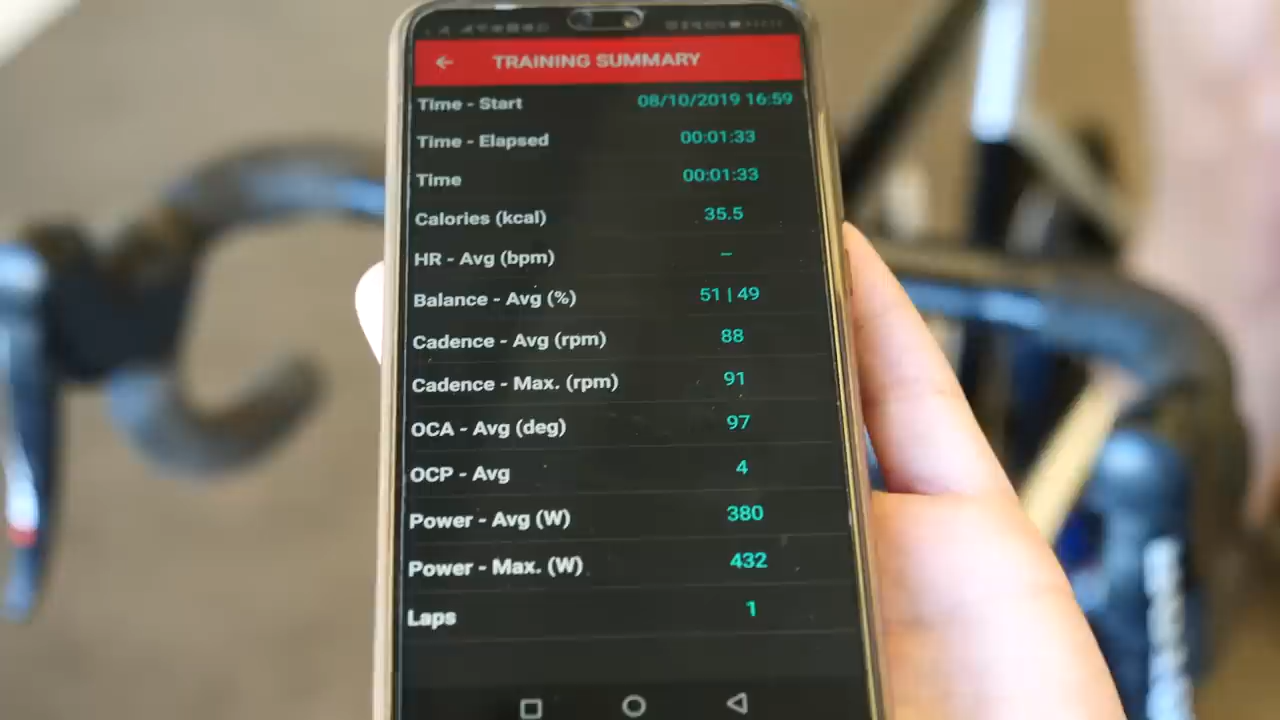 TRAINING SUMMARY
Time - Start 08/10/2019 16:59
Time - Elapsed 00:01:33
Time 00:01:33
Calories (kcal) 35.5
HR - Avg (bpm) –
Balance - Avg (%) 51 | 49
Cadence - Avg (rpm) 88
Cadence - Max. (rpm) 91
OCA - Avg (deg) 97
OCP - Avg 4
Power - Avg (W) 380
Power - Max. (W) 432
Laps 1